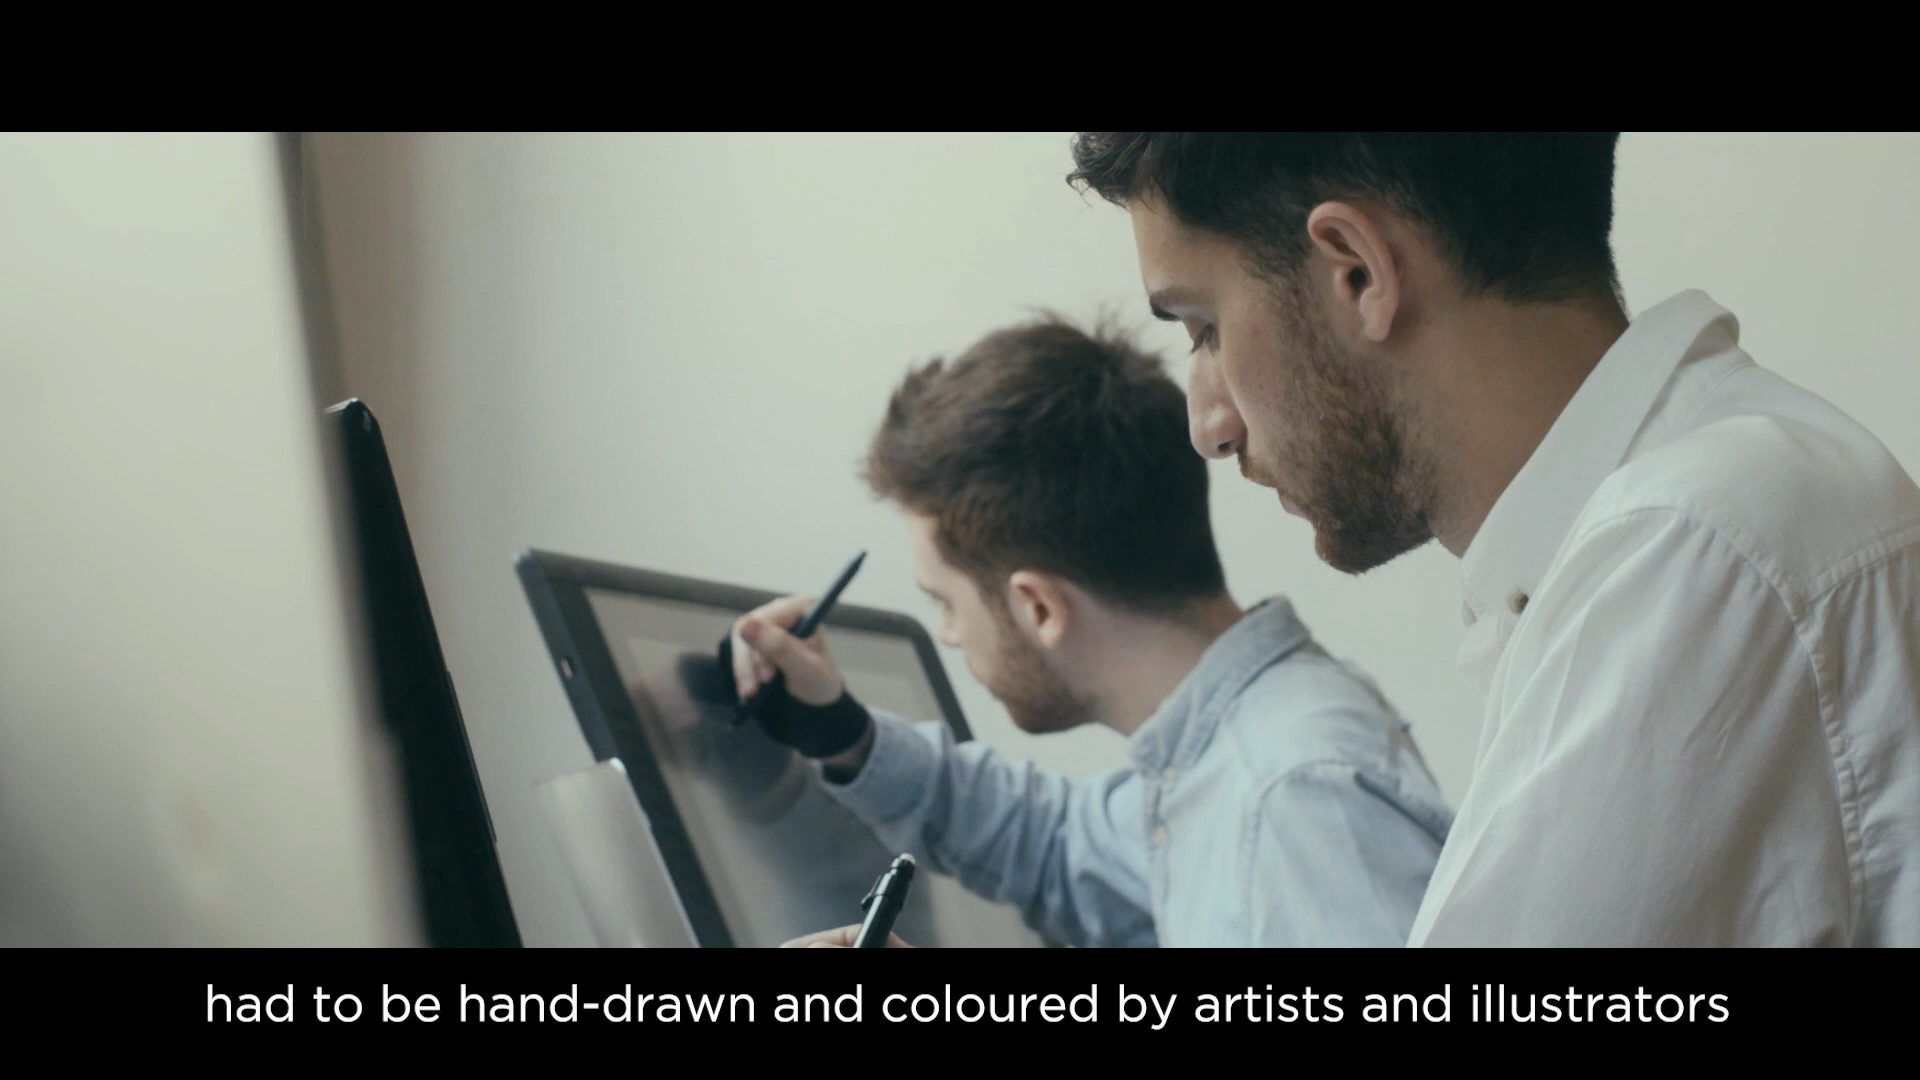 had to be hand-drawn and coloured by artists and illustrators